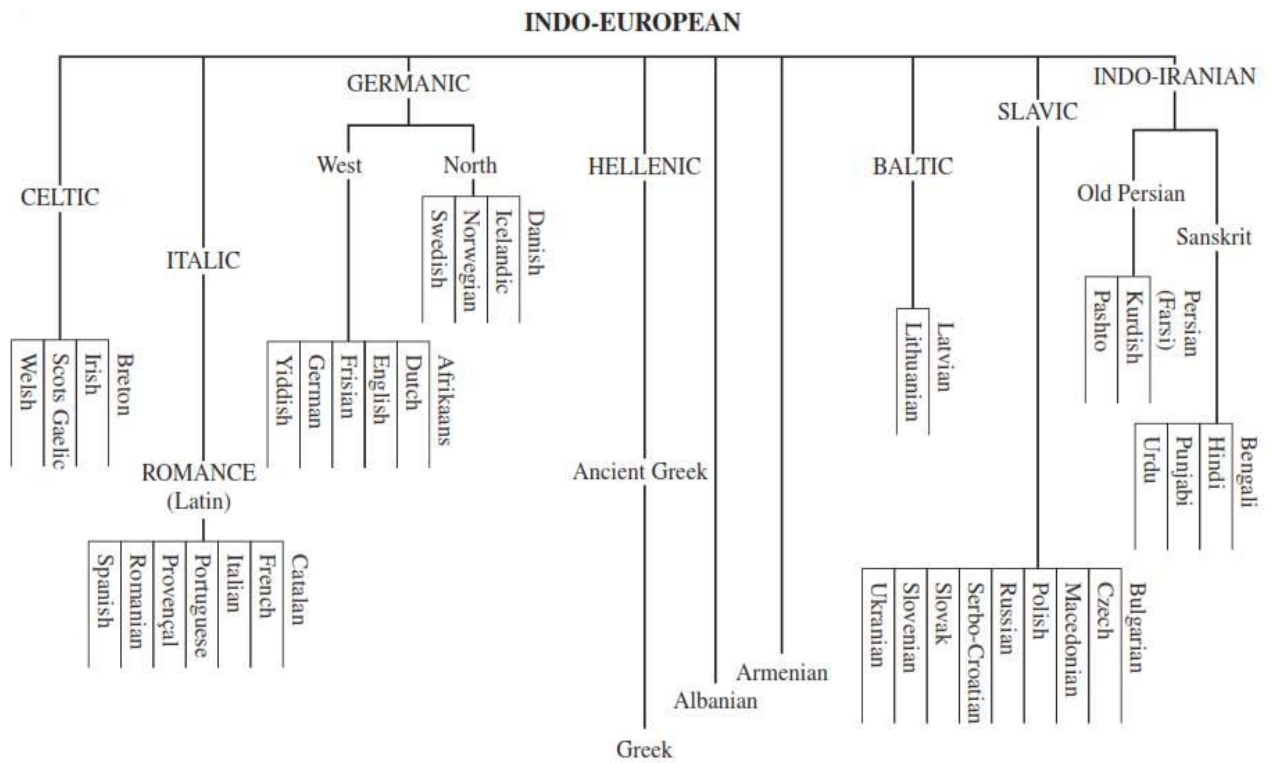 INDO-EUROPEAN
CELTIC
Welsh
Scots Gaelic
Irish
Breton
ITALIC
ROMANCE
(Latin)
Spanish
Romanian
Provençal
Portuguese
Italian
French
Catalan
GERMANIC
West
Yiddish
German
Frisian
English
Dutch
Afrikaans
North
Swedish
Norwegian
Icelandic
Danish
HELLENIC
Ancient Greek
Greek
Albanian
Armenian
BALTIC
Lithuanian
Latvian
SLAVIC
Ukranian
Slovenian
Slovak
Serbo-Croatian
Russian
Polish
Macedonian
Czech
Bulgarian
INDO-IRANIAN
Old Persian
Pashto
Kurdish
Persian
(Farsi)
Sanskrit
Urdu
Punjabi
Hindi
Bengali